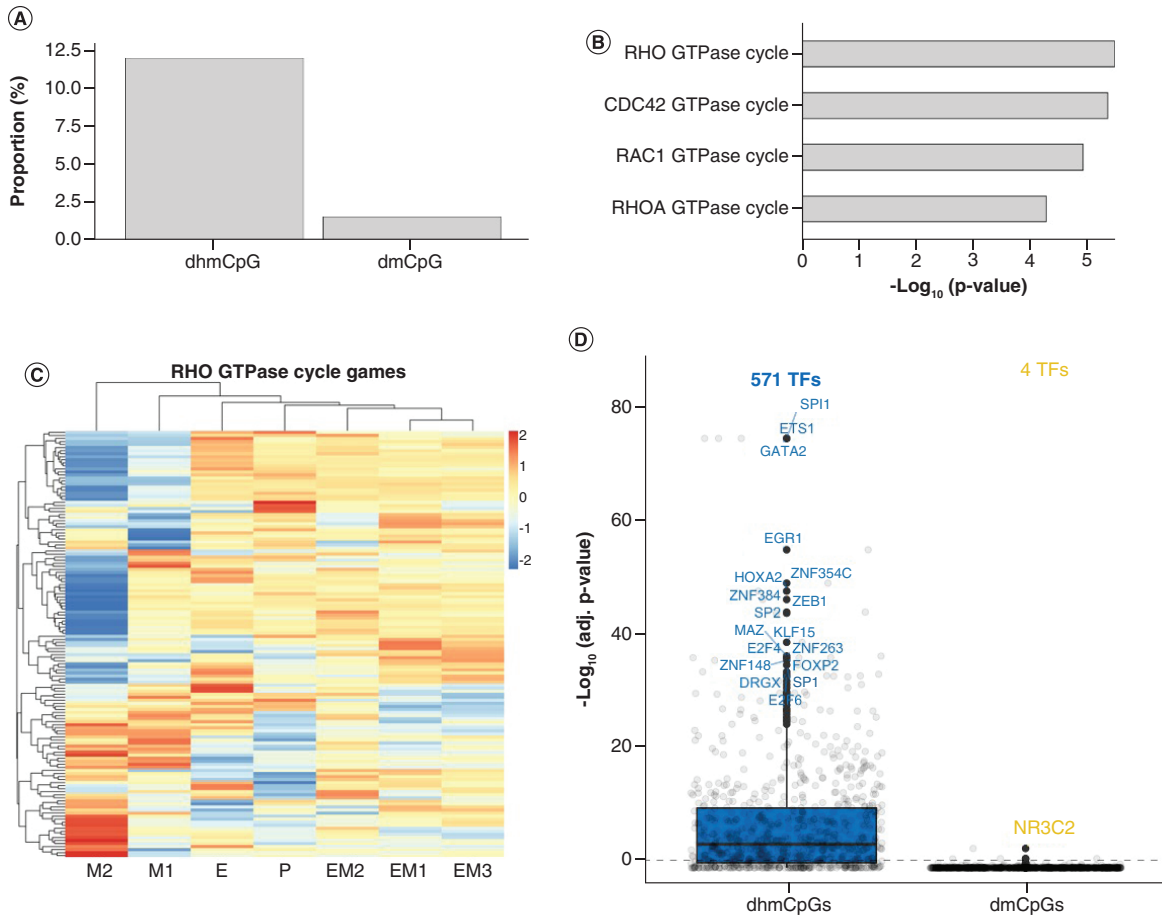 A
12.5
10.0
7.5
5.0
2.5
0.0
Proportion (%)
dhmCpG
dmCpG
B
RHO GTPase cycle
CDC42 GTPase cycle
RAC1 GTPase cycle
RHOA GTPase cycle
0 1 2 3 4 5
-Log10 (p-value)
C
RHO GTPase cycle games
2
0
-1
-2
M2 M1 E P EM2 EM1 EM3
D
-Log10 (adj. p-value)
80
60
40
20
0
571 TFs
4 TFs
SPI1
ETS1
GATA2
EGR1
HOXA2 ZNF354C
ZNF384 ZEB1
SP2
MAZ KLF15
E2F4 ZNF263
ZNF148 FOXP2
DRGX SP1
E2F6
NR3C2
dhmCpGs
dmCpGs